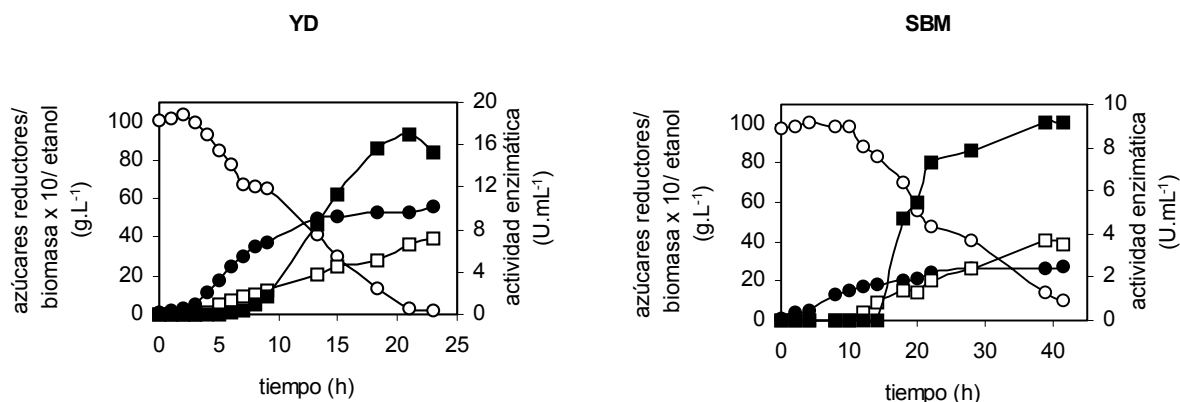 YD
azúcares reductores/
biomasa x 10/ etanol
(g.L-1)
100
80
60
40
20
0
20
16
12
8
4
0
actividad enzimática
(U.mL-1)
0 5 10 15 20 25
tiempo (h)
SBM
azúcares reductores/
biomasa x 10/ etanol
(g.L-1)
100
80
60
40
20
0
10
8
6
4
2
0
actividad enzimática
(U.mL-1)
0 10 20 30 40
tiempo (h)